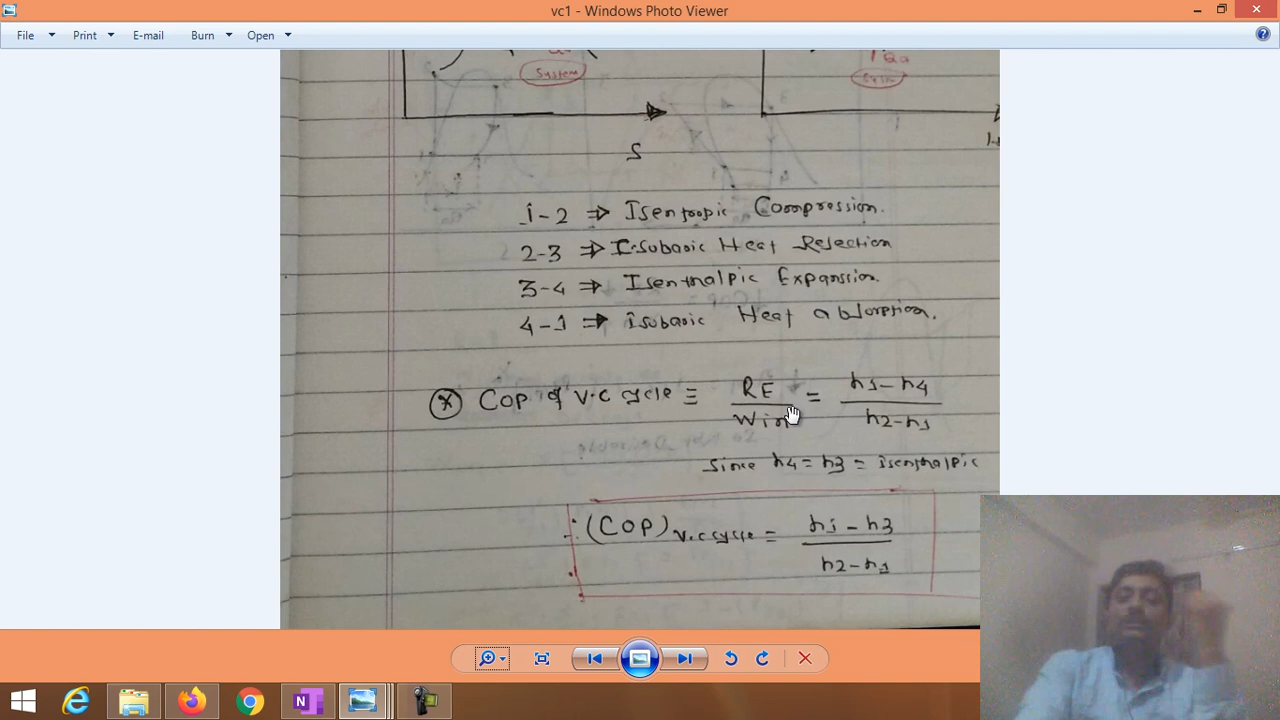 vc1 - Windows Photo Viewer
File Print E-mail Burn Open
System
S
1-2 ⇒ Isentropic Compression.
2-3 ⇒ Isobaric Heat Rejection
3-4 ⇒ Isenthalpic Expanssion.
4-1 ⇒ isobaric Heat absorption.
* COP of V.C cycle = RE / Win = h1-h4 / h2-h1
Since h4 = h3 = isenthalpic
∴ (COP) V.C cycle = h1-h3 / h2-h1